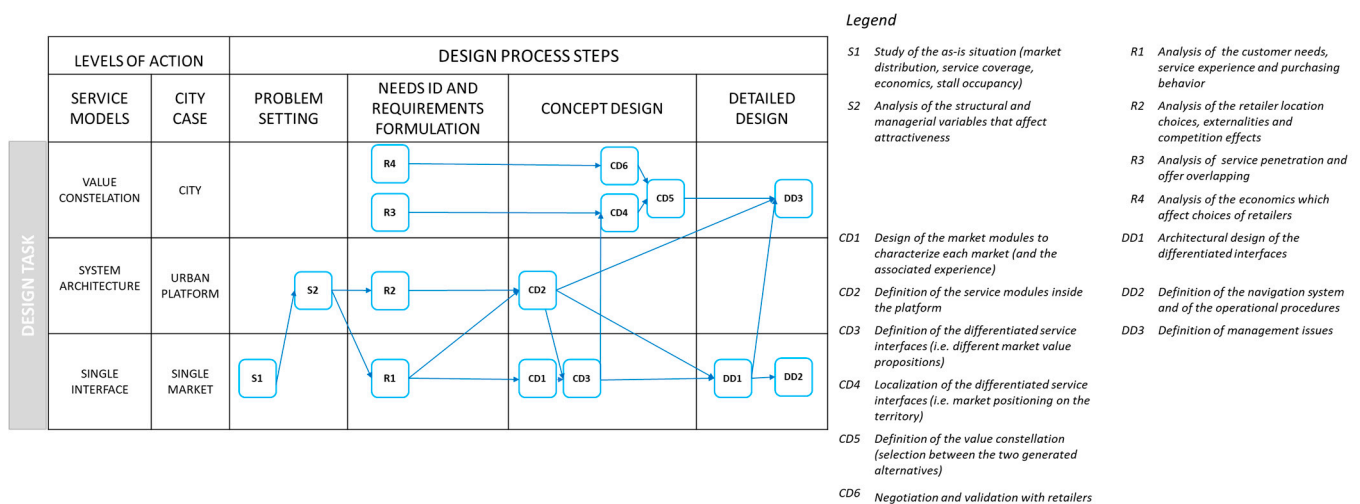 Legend
LEVELS OF ACTION
DESIGN PROCESS STEPS
SERVICE
MODELS
CITY
CASE
PROBLEM
SETTING
NEEDS ID AND
REQUIREMENTS
FORMULATION
CONCEPT DESIGN
DETAILED
DESIGN
DESIGN TASK
VALUE
CONSTELATION
CITY
R4
CD6
R3
CD4
CD5
DD3
SYSTEM
ARCHITECTURE
URBAN
PLATFORM
S2
R2
CD2
SINGLE
INTERFACE
SINGLE
MARKET
S1
R1
CD1
CD3
DD1
DD2
S1 Study of the as-is situation (market
distribution, service coverage,
economics, stall occupancy)
S2 Analysis of the structural and
managerial variables that affect
attractiveness
R1 Analysis of the customer needs,
service experience and purchasing
behavior
R2 Analysis of the retailer location
choices, externalities and
competition effects
R3 Analysis of service penetration and
offer overlapping
R4 Analysis of the economics which
affect choices of retailers
CD1 Design of the market modules to
characterize each market (and the
associated experience)
CD2 Definition of the service modules inside
the platform
CD3 Definition of the differentiated service
interfaces (i.e. different market value
propositions)
CD4 Localization of the differentiated service
interfaces (i.e. market positioning on the
territory)
CD5 Definition of the value constellation
(selection between the two generated
alternatives)
CD6 Negotiation and validation with retailers
DD1 Architectural design of the
differentiated interfaces
DD2 Definition of the navigation system
and of the operational procedures
DD3 Definition of management issues